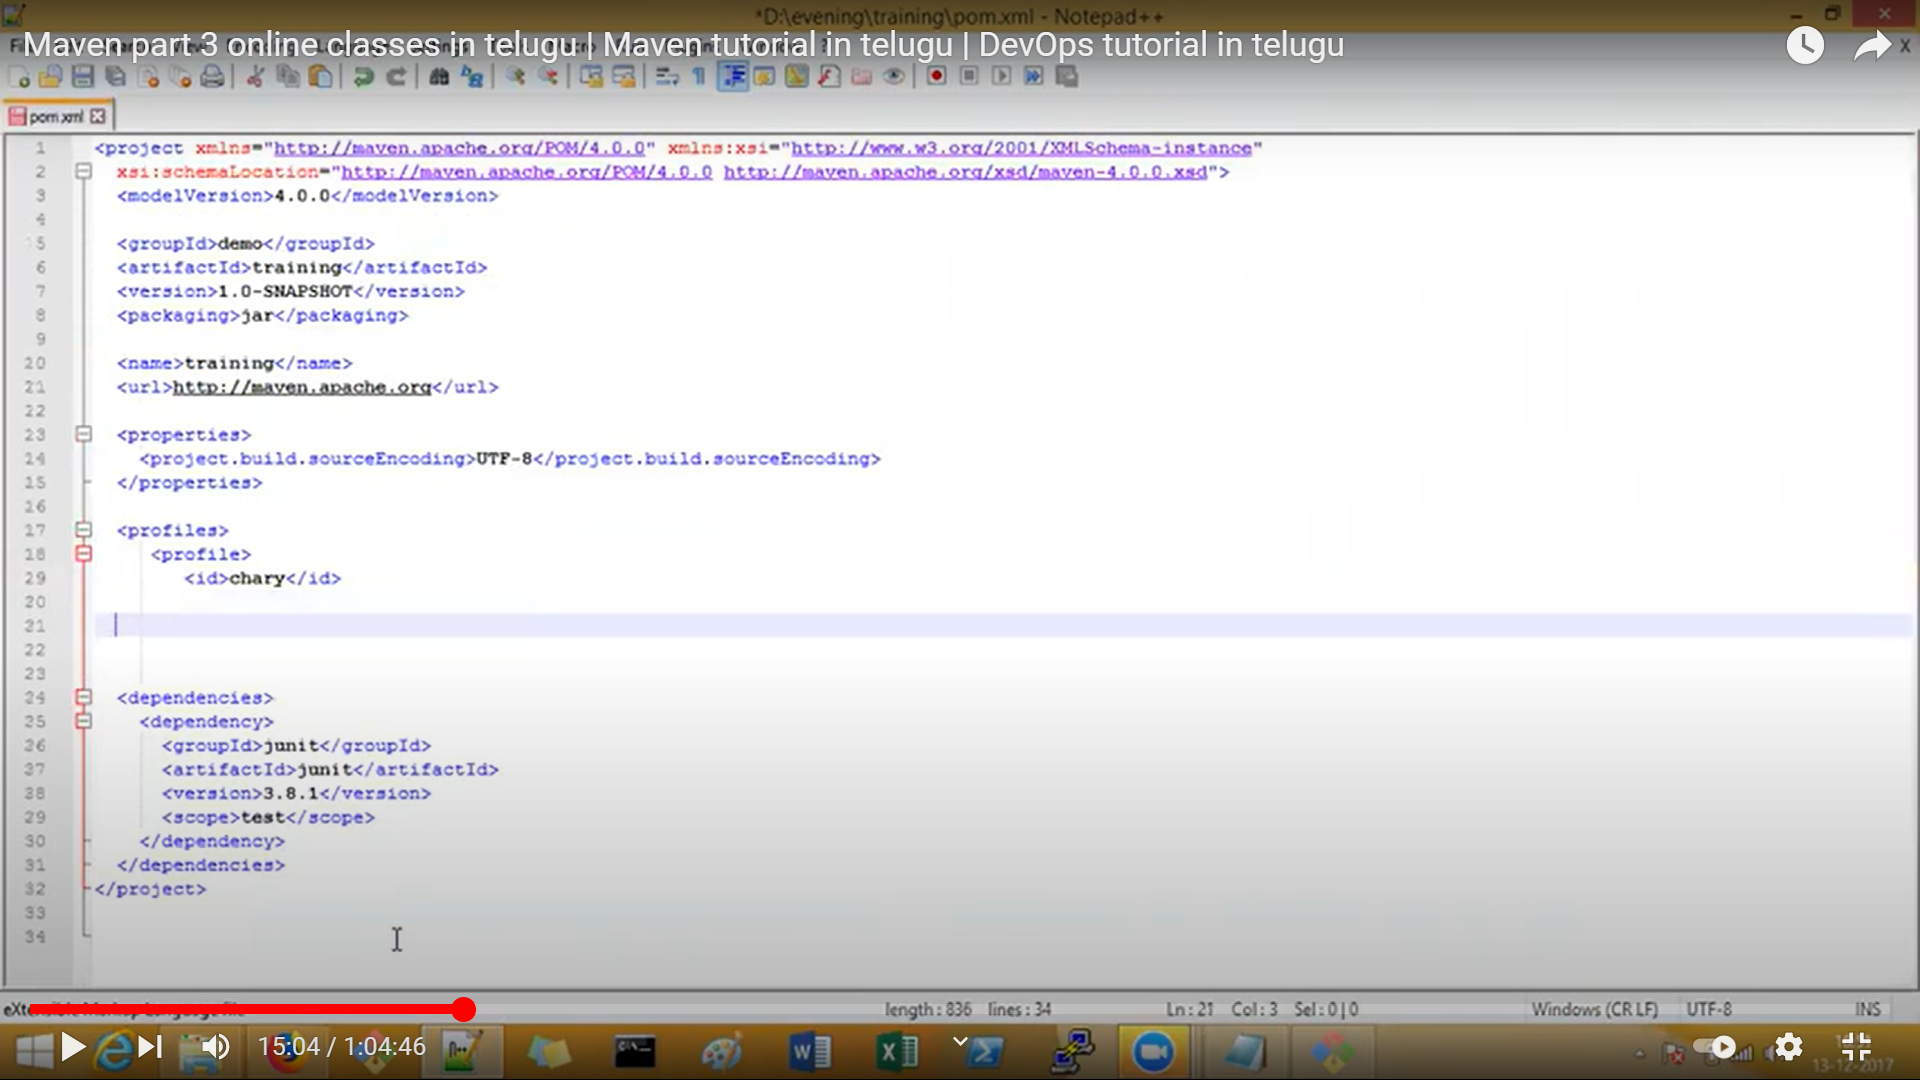 *D:\evening\training\pom.xml - Notepad++
Maven part 3 online classes in telugu | Maven tutorial in telugu | DevOps tutorial in telugu
pom.xml
1 <project xmlns="http://maven.apache.org/POM/4.0.0" xmlns:xsi="http://www.w3.org/2001/XMLSchema-instance"
2 xsi:schemaLocation="http://maven.apache.org/POM/4.0.0 http://maven.apache.org/xsd/maven-4.0.0.xsd">
3 <modelVersion>4.0.0</modelVersion>
4
5 <groupId>demo</groupId>
6 <artifactId>training</artifactId>
7 <version>1.0-SNAPSHOT</version>
8 <packaging>jar</packaging>
9
20 <name>training</name>
21 <url>http://maven.apache.org</url>
22
23 <properties>
24 <project.build.sourceEncoding>UTF-8</project.build.sourceEncoding>
15 </properties>
16
17 <profiles>
18 <profile>
29 <id>chary</id>
20
21
22
23
24 <dependencies>
25 <dependency>
26 <groupId>junit</groupId>
37 <artifactId>junit</artifactId>
38 <version>3.8.1</version>
29 <scope>test</scope>
30 </dependency>
31 </dependencies>
32 </project>
33
34
length : 836 lines : 34 Ln : 21 Col : 3 Sel : 0 | 0 Windows (CR LF) UTF-8 INS
15:04 / 1:04:46
13-12-2017